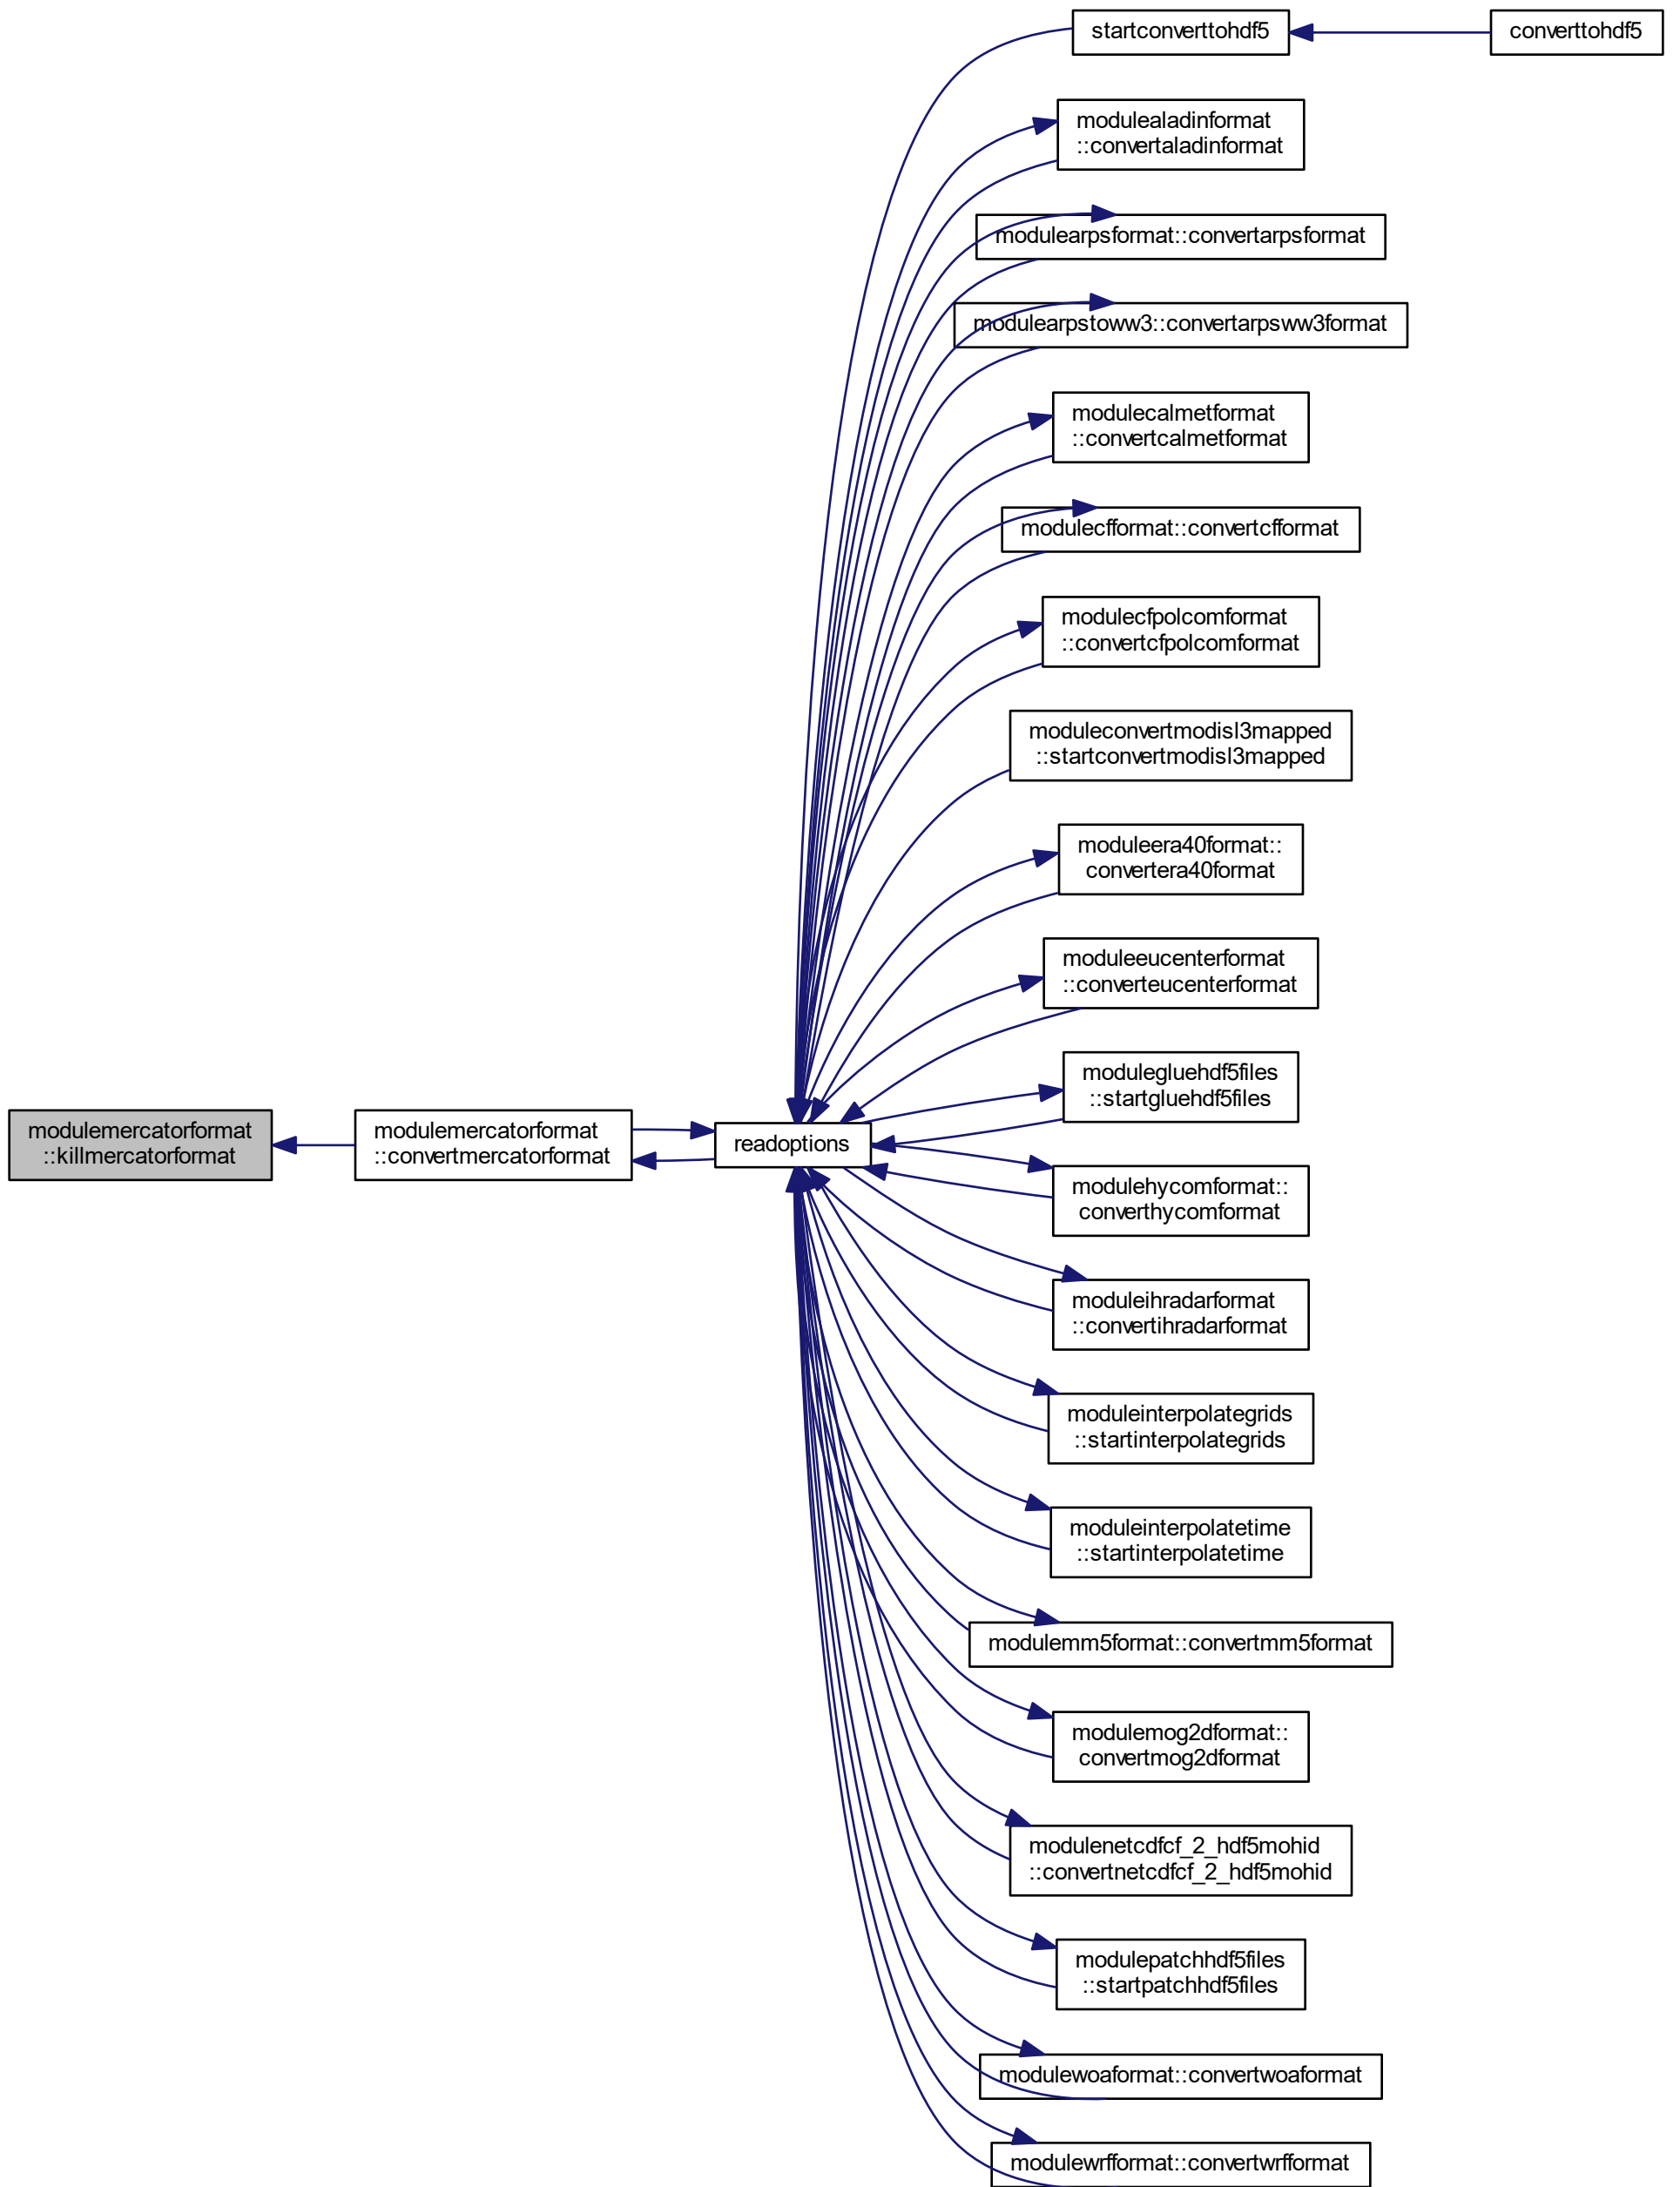 startconverttohdf5
converttohdf5
modulealadinformat
::convertaladinformat
modulearpsformat::convertarpsformat
modulearpstoww3::convertarpsww3format
modulecalmetformat
::convertcalmetformat
modulecfformat::convertcfformat
modulecfpolcomformat
::convertcfpolcomformat
moduleconvertmodisl3mapped
::startconvertmodisl3mapped
moduleera40format::
convertera40format
moduleeucenterformat
::converteucenterformat
modulegluehdf5files
::startgluehdf5files
modulemercatorformat
::killmercatorformat
modulemercatorformat
::convertmercatorformat
readoptions
modulehycomformat::
converthycomformat
moduleihradarformat
::convertihradarformat
moduleinterpolategrids
::startinterpolategrids
moduleinterpolatetime
::startinterpolatetime
modulemm5format::convertmm5format
modulemog2dformat::
convertmog2dformat
modulenetcdfcf_2_hdf5mohid
::convertnetcdfcf_2_hdf5mohid
modulepatchhdf5files
::startpatchhdf5files
modulewoaformat::convertwoaformat
modulewrfformat::convertwrfformat